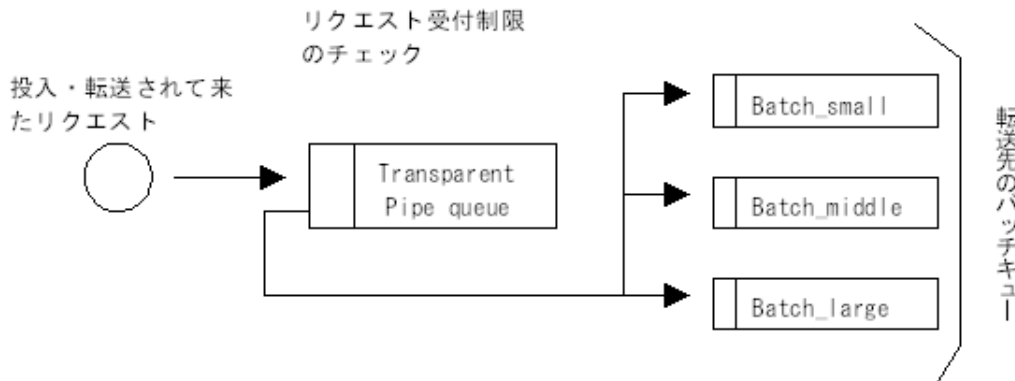 リクエスト受付制限
のチェック
投入・転送されて来
たリクエスト
Transparent
Pipe queue
Batch_small
Batch_middle
Batch_large
転送先のバッチキュー